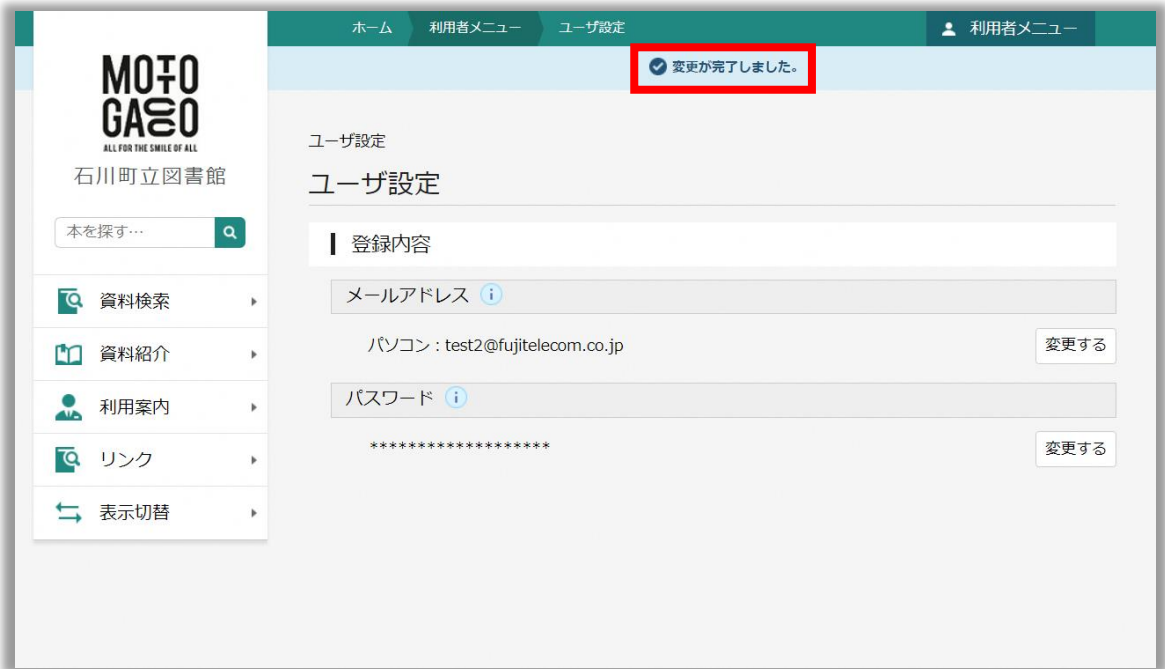 ホーム 利用者メニュー ユーザ設定 利用者メニュー
変更が完了しました。
MOTO
GACCO
ALL FOR THE SMILE OF ALL
石川町立図書館
本を探す…
資料検索
資料紹介
利用案内
リンク
表示切替
ユーザ設定
ユーザ設定
登録内容
メールアドレス i
パソコン : test2@fujitelecom.co.jp 変更する
パスワード i
******************* 変更する